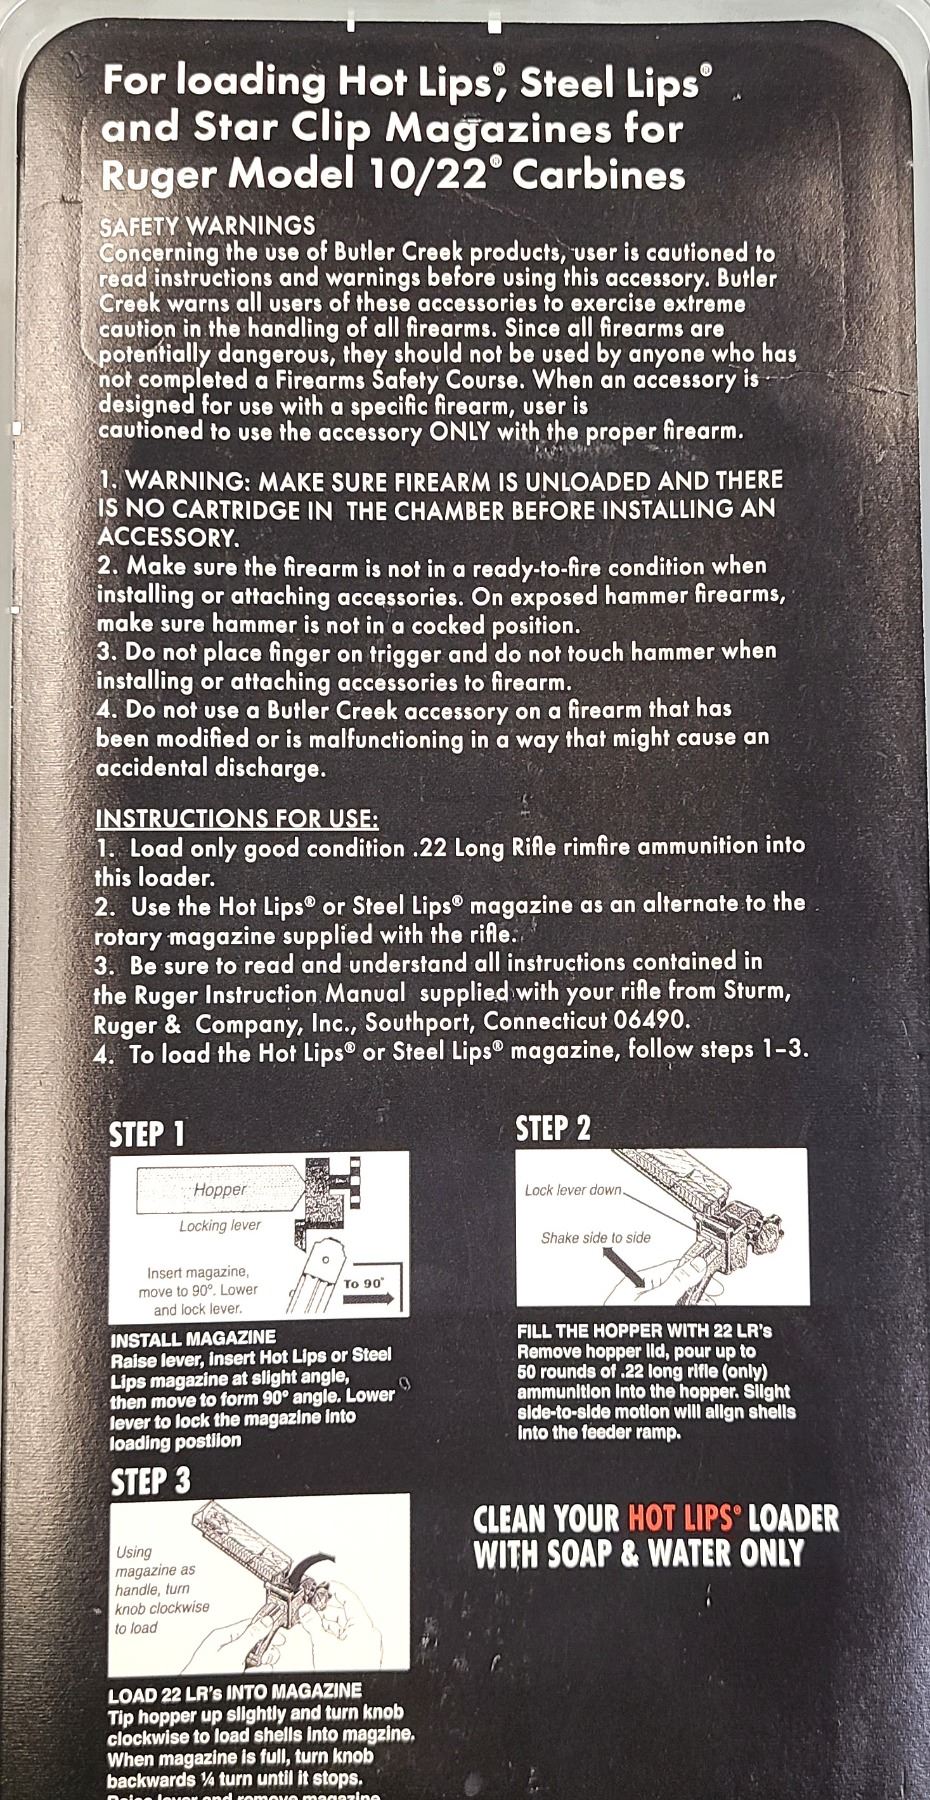 For loading Hot Lips®, Steel Lips®
and Star Clip Magazines for
Ruger Model 10/22® Carbines
SAFETY WARNINGS
Concerning the use of Butler Creek products, user is cautioned to
read instructions and warnings before using this accessory. Butler
Creek warns all users of these accessories to exercise extreme
caution in the handling of all firearms. Since all firearms are
potentially dangerous, they should not be used by anyone who has
not completed a Firearms Safety Course. When an accessory is
designed for use with a specific firearm, user is
cautioned to use the accessory ONLY with the proper firearm.
1. WARNING: MAKE SURE FIREARM IS UNLOADED AND THERE
IS NO CARTRIDGE IN THE CHAMBER BEFORE INSTALLING AN
ACCESSORY.
2. Make sure the firearm is not in a ready-to-fire condition when
installing or attaching accessories. On exposed hammer firearms,
make sure hammer is not in a cocked position.
3. Do not place finger on trigger and do not touch hammer when
installing or attaching accessories to firearm.
4. Do not use a Butler Creek accessory on a firearm that has
been modified or is malfunctioning in a way that might cause an
accidental discharge.
INSTRUCTIONS FOR USE:
1. Load only good condition .22 Long Rifle rimfire ammunition into
this loader.
2. Use the Hot Lips® or Steel Lips® magazine as an alternate to the
rotary magazine supplied with the rifle.
3. Be sure to read and understand all instructions contained in
the Ruger Instruction Manual supplied with your rifle from Sturm,
Ruger & Company, Inc., Southport, Connecticut 06490.
4. To load the Hot Lips® or Steel Lips® magazine, follow steps 1–3.
STEP 1
Hopper
Locking lever
Insert magazine,
move to 90°. Lower
and lock lever.
To 90°
INSTALL MAGAZINE
Raise lever, insert Hot Lips or Steel
Lips magazine at slight angle,
then move to form 90° angle. Lower
lever to lock the magazine into
loading postiion
STEP 2
Lock lever down
Shake side to side
FILL THE HOPPER WITH 22 LR's
Remove hopper lid, pour up to
50 rounds of .22 long rifle (only)
ammunition into the hopper. Slight
side-to-side motion will align shells
into the feeder ramp.
STEP 3
Using
magazine as
handle, turn
knob clockwise
to load
LOAD 22 LR's INTO MAGAZINE
Tip hopper up slightly and turn knob
clockwise to load shells into magzine.
When magazine is full, turn knob
backwards ¼ turn until it stops.
Raise lever and remove magazine
CLEAN YOUR HOT LIPS® LOADER
WITH SOAP & WATER ONLY